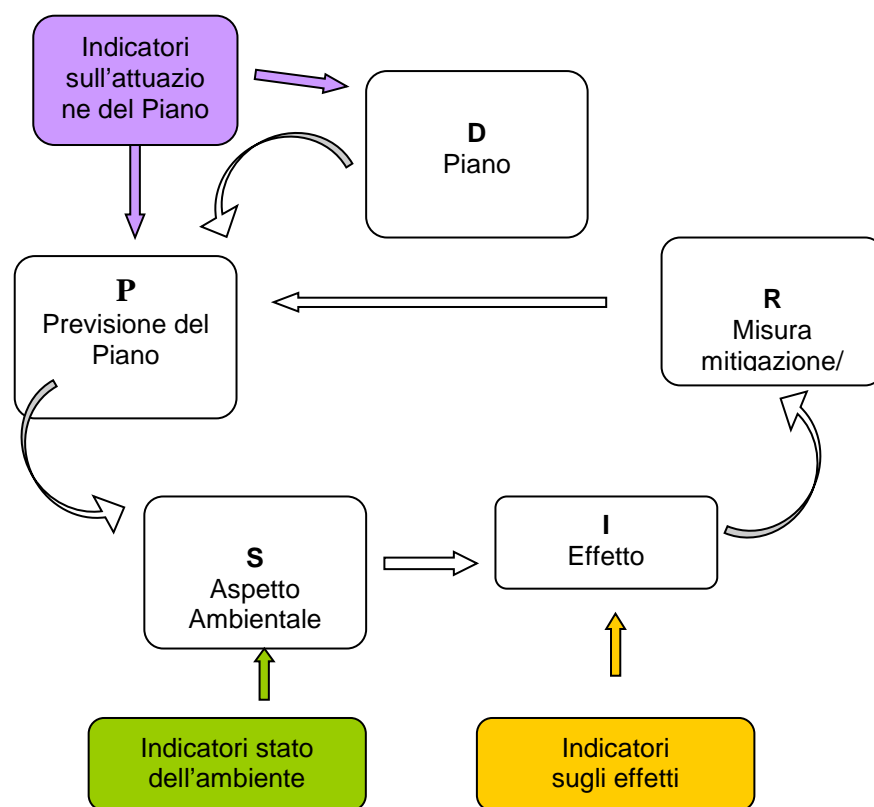 Indicatori
sull'attuazio
ne del Piano
D
Piano
P
Previsione del
Piano
R
Misura
mitigazione/
S
Aspetto
Ambientale
I
Effetto
Indicatori stato
dell'ambiente
Indicatori
sugli effetti